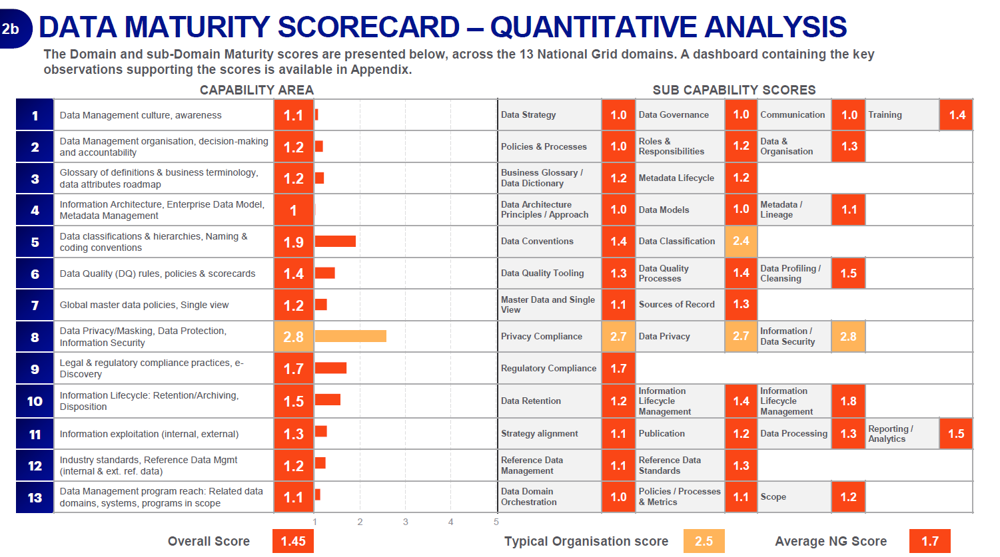 2b
DATA MATURITY SCORECARD – QUANTITATIVE ANALYSIS
The Domain and sub-Domain Maturity scores are presented below, across the 13 National Grid domains. A dashboard containing the key
observations supporting the scores is available in Appendix.
CAPABILITY AREA
SUB CAPABILITY SCORES
1
Data Management culture, awareness
1.1
Data Strategy
1.0
Data Governance
1.0
Communication
1.0
Training
1.4
2
Data Management organisation, decision-making
and accountability
1.2
Policies & Processes
1.0
Roles &
Responsibilities
1.2
Data &
Organisation
1.3
3
Glossary of definitions & business terminology,
data attributes roadmap
1.2
Business Glossary /
Data Dictionary
1.2
Metadata Lifecycle
1.2
4
Information Architecture, Enterprise Data Model,
Metadata Management
1
Data Architecture
Principles / Approach
1.0
Data Models
1.0
Metadata /
Lineage
1.1
5
Data classifications & hierarchies, Naming &
coding conventions
1.9
Data Conventions
1.4
Data Classification
2.4
6
Data Quality (DQ) rules, policies & scorecards
1.4
Data Quality Tooling
1.3
Data Quality
Processes
1.4
Data Profiling /
Cleansing
1.5
7
Global master data policies, Single view
1.2
Master Data and Single
View
1.1
Sources of Record
1.3
8
Data Privacy/Masking, Data Protection,
Information Security
2.8
Privacy Compliance
2.7
Data Privacy
2.7
Information /
Data Security
2.8
9
Legal & regulatory compliance practices, e-
Discovery
1.7
Regulatory Compliance
1.7
10
Information Lifecycle: Retention/Archiving,
Disposition
1.5
Data Retention
1.2
Information
Lifecycle
Management
1.4
Information
Lifecycle
Management
1.8
11
Information exploitation (internal, external)
1.3
Strategy alignment
1.1
Publication
1.2
Data Processing
1.3
Reporting /
Analytics
1.5
12
Industry standards, Reference Data Mgmt
(internal & ext. ref. data)
1.2
Reference Data
Management
1.1
Reference Data
Standards
1.3
13
Data Management program reach: Related data
domains, systems, programs in scope
1.1
Data Domain
Orchestration
1.0
Policies / Processes
& Metrics
1.1
Scope
1.2
1 2 3 4 5
Overall Score 1.45
Typical Organisation score 2.5
Average NG Score 1.7